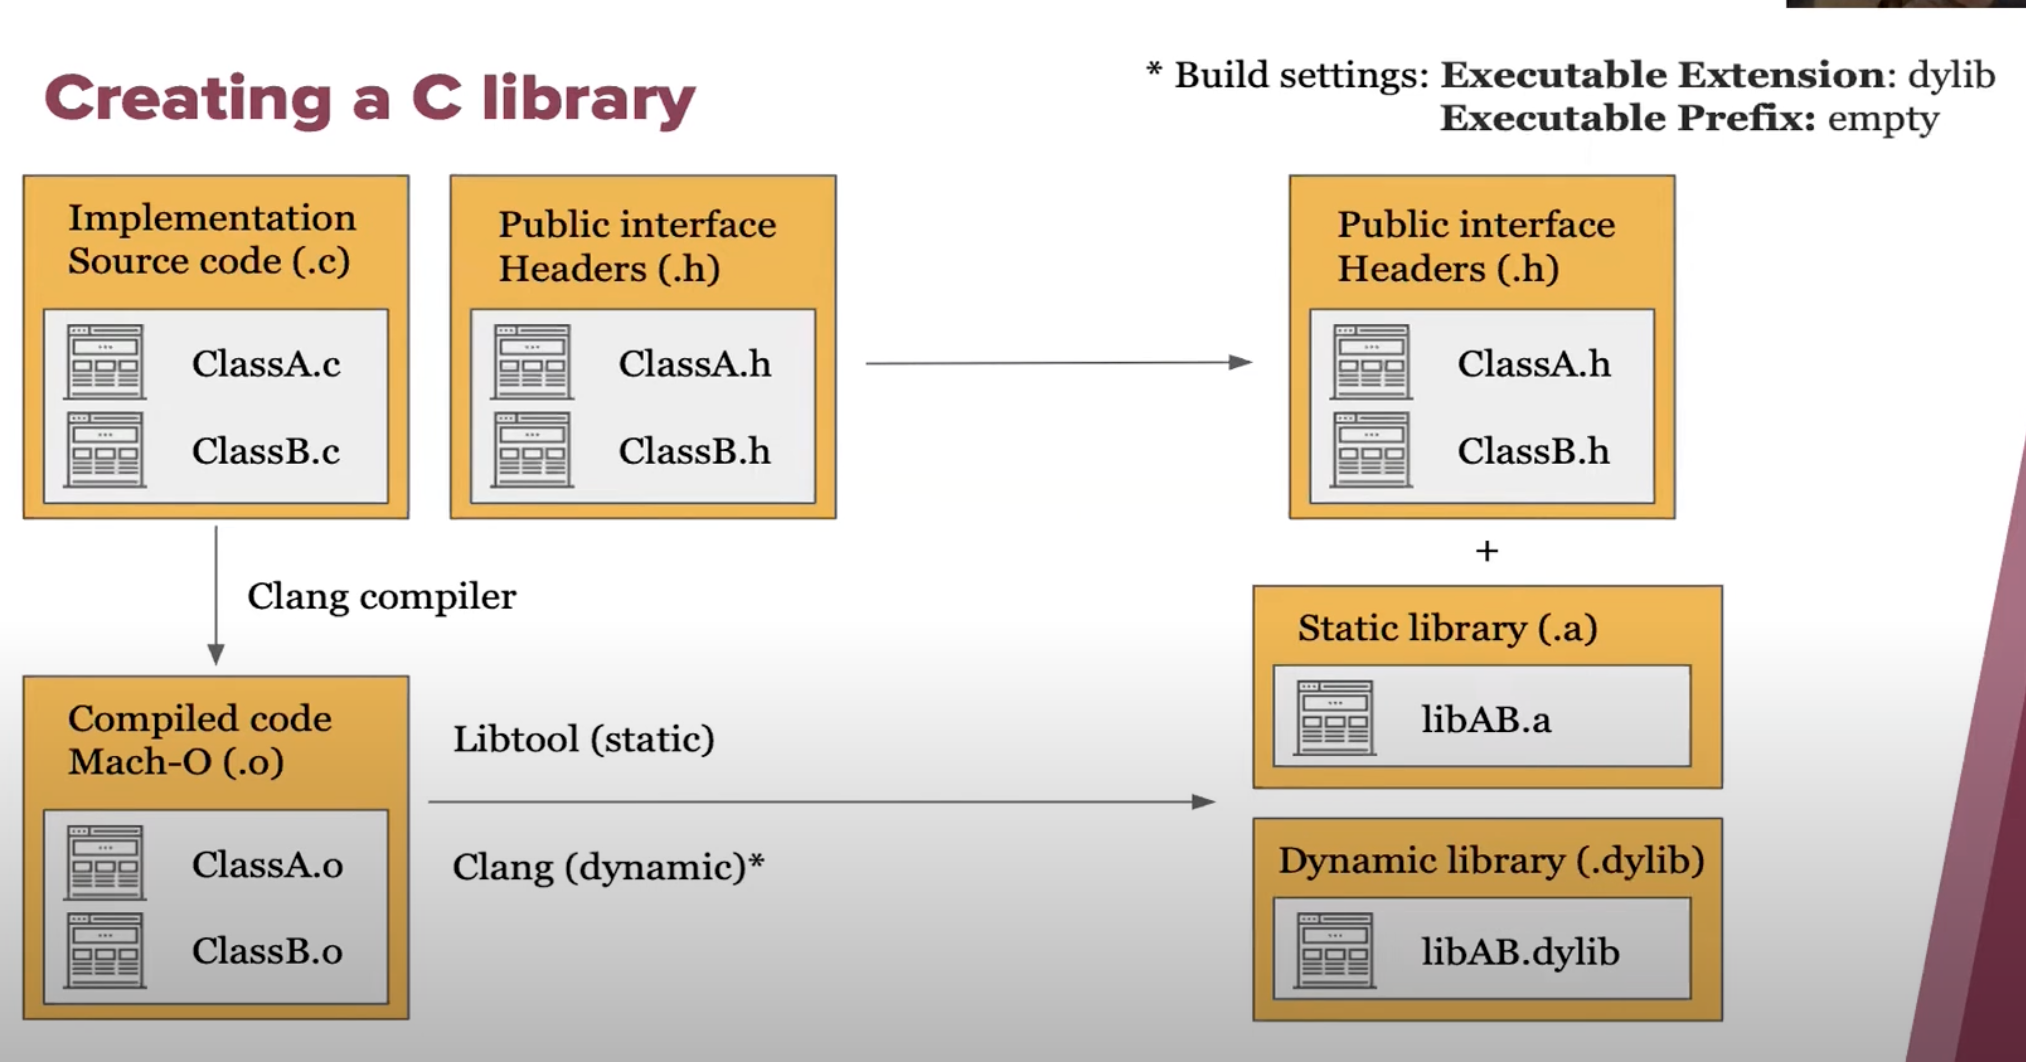 Creating a C library
* Build settings: Executable Extension: dylib
Executable Prefix: empty
Implementation
Source code (.c)
ClassA.c
ClassB.c
Public interface
Headers (.h)
ClassA.h
ClassB.h
Public interface
Headers (.h)
ClassA.h
ClassB.h
+
Clang compiler
Static library (.a)
libAB.a
Compiled code
Mach-O (.o)
ClassA.o
ClassB.o
Libtool (static)
Clang (dynamic)*
Dynamic library (.dylib)
libAB.dylib